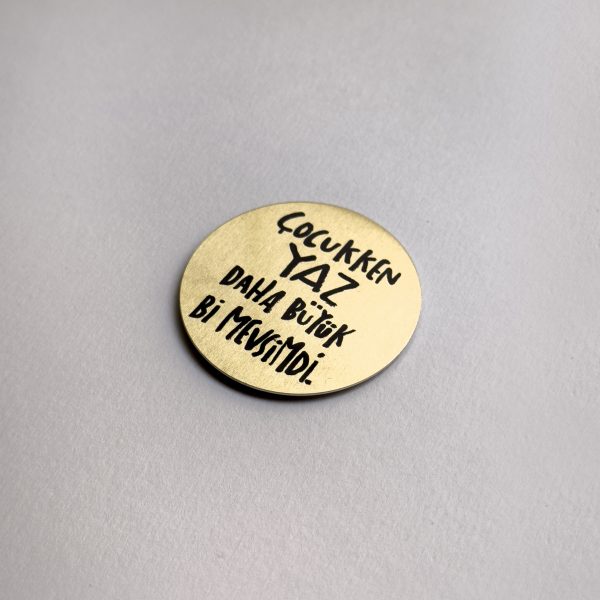 ÇOCUKKEN
YAZ
DAHA BÜYÜK
Bİ MEVSİMDİ.